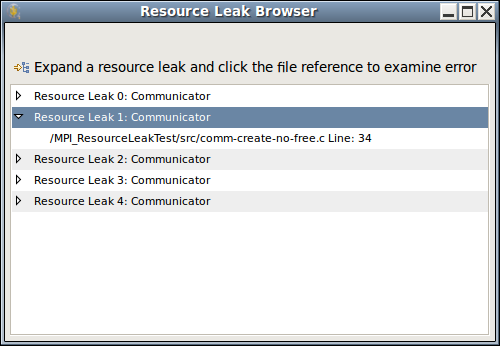 Resource Leak Browser
Expand a resource leak and click the file reference to examine error
Resource Leak 0: Communicator
Resource Leak 1: Communicator
/MPI_ResourceLeakTest/src/comm-create-no-free.c Line: 34
Resource Leak 2: Communicator
Resource Leak 3: Communicator
Resource Leak 4: Communicator